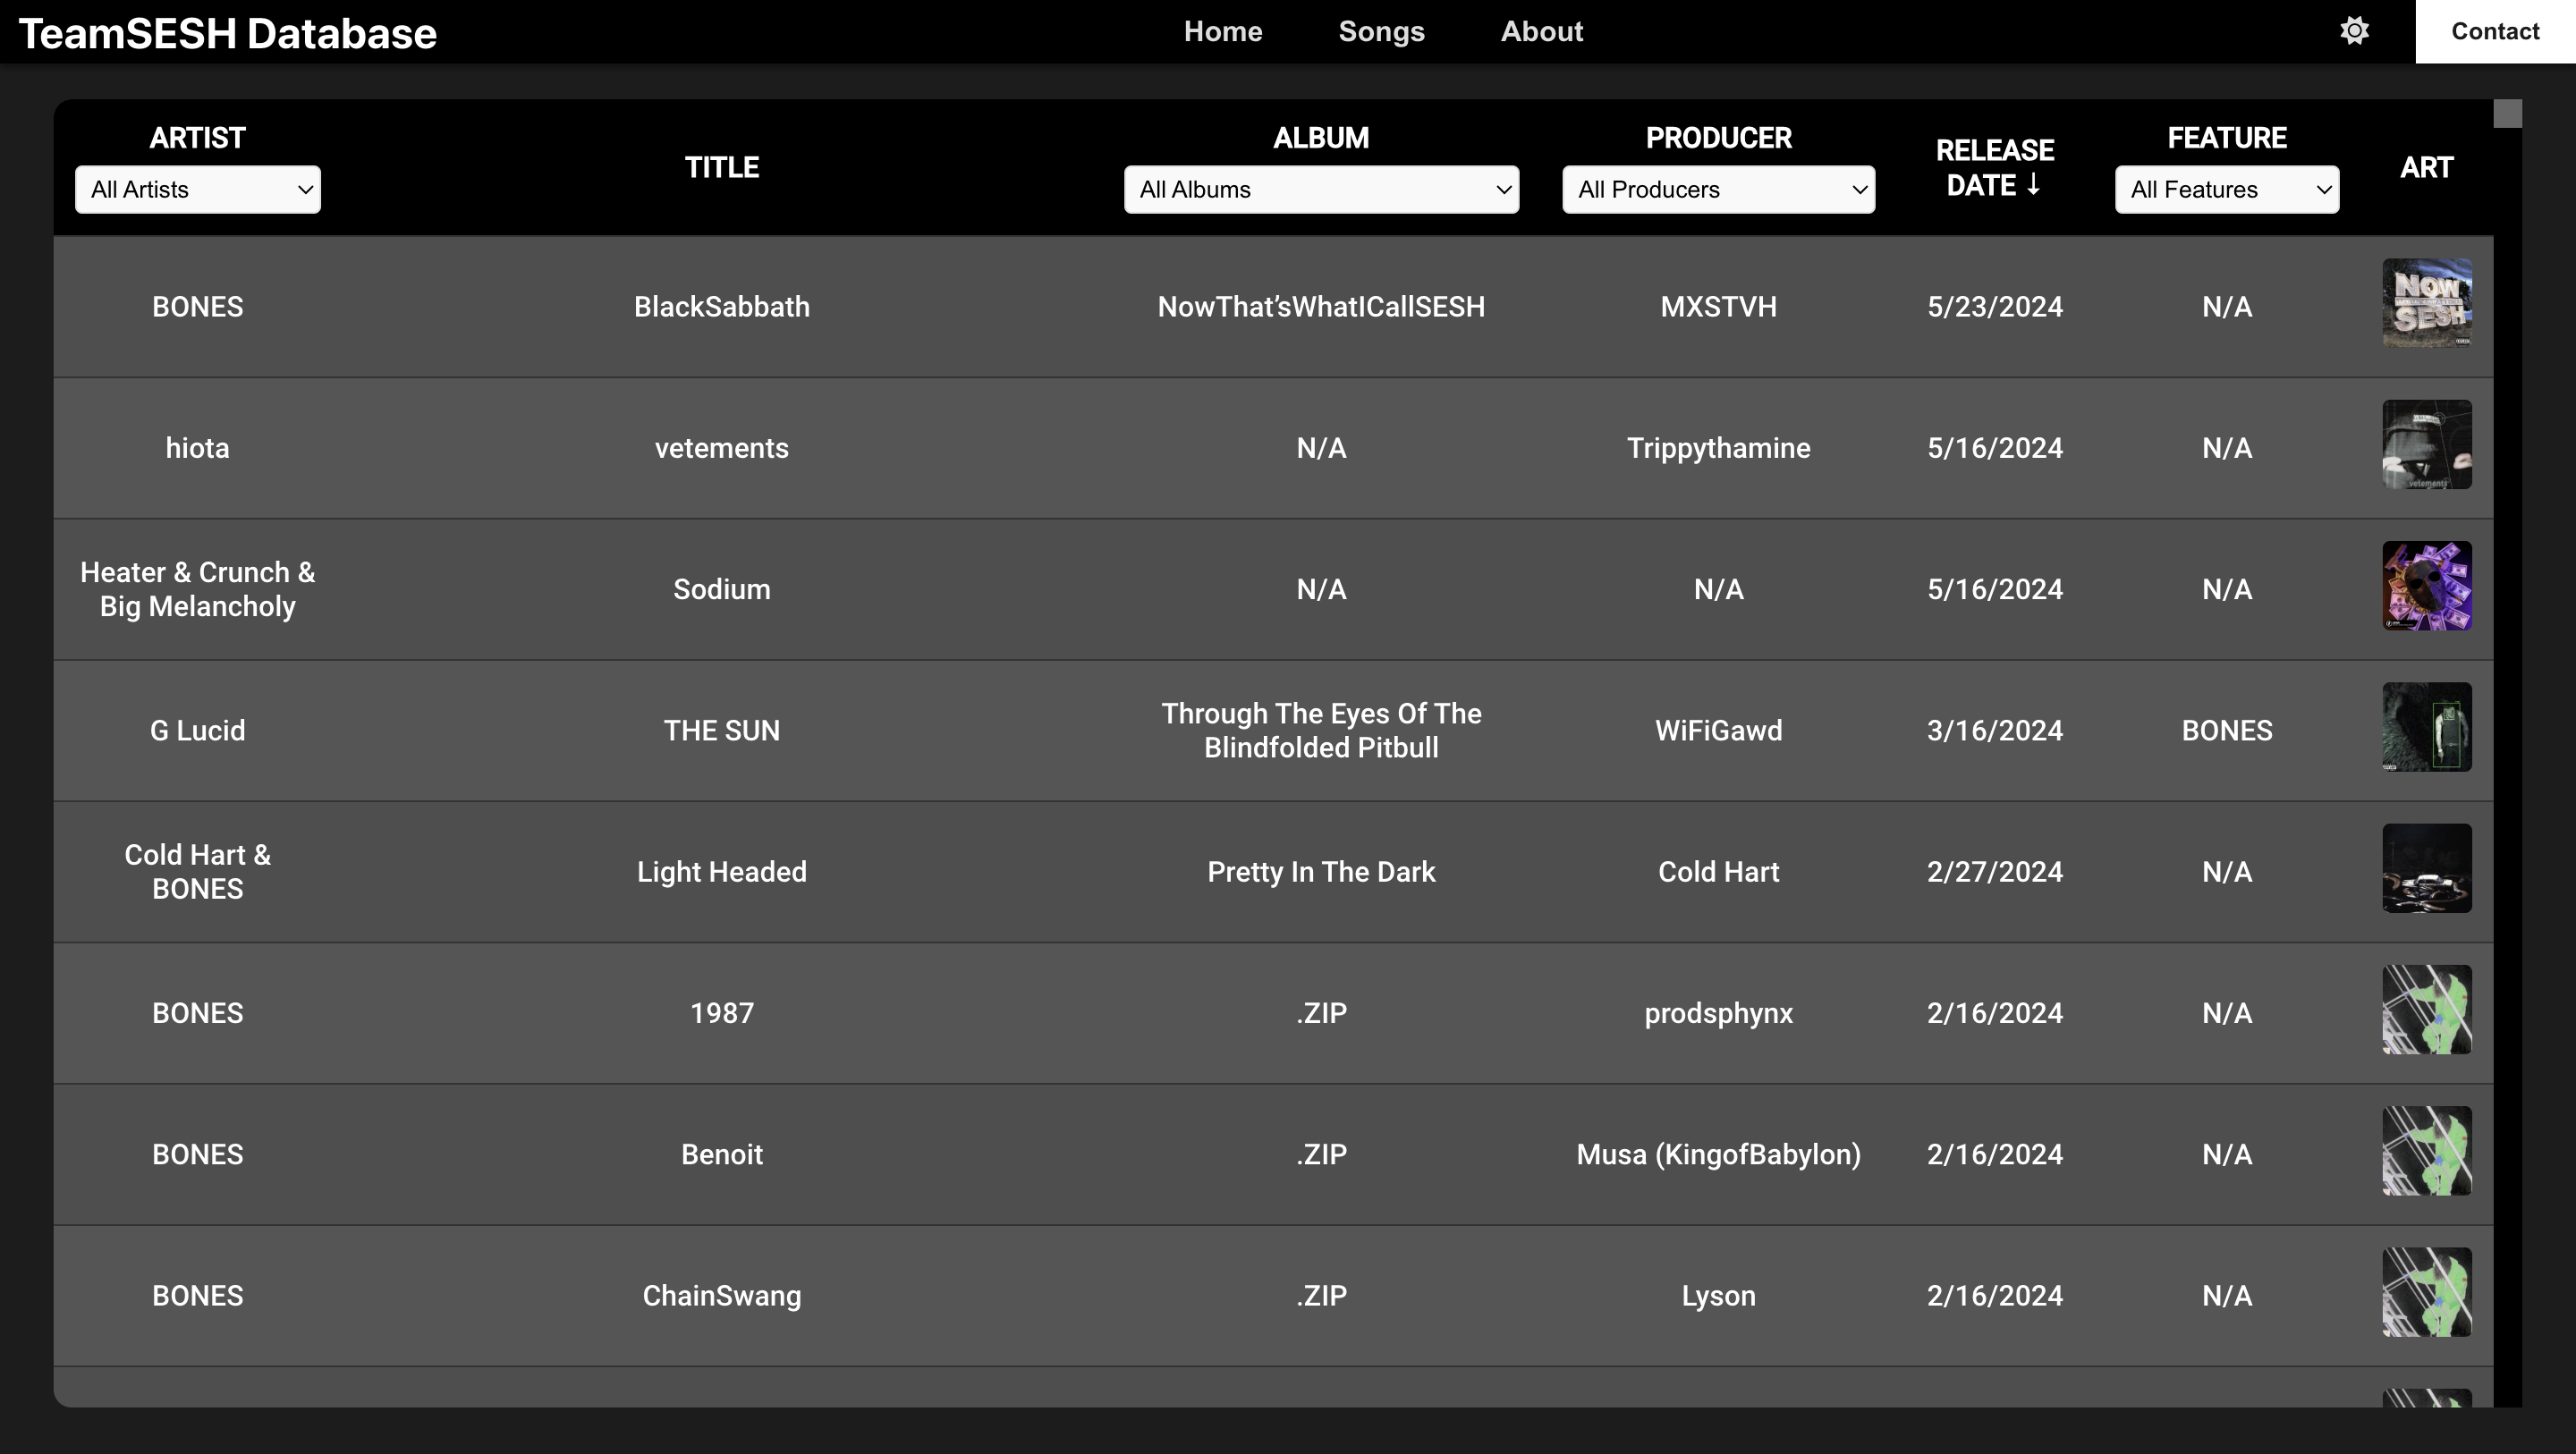 TeamSESH Database
Home
Songs
About
Contact
ARTIST
All Artists
TITLE
ALBUM
All Albums
PRODUCER
All Producers
RELEASE
DATE ↓
FEATURE
All Features
ART
BONES
BlackSabbath
NowThat’sWhatICallSESH
MXSTVH
5/23/2024
N/A
NOW
SESH
hiota
vetements
N/A
Trippythamine
5/16/2024
N/A
vetements
Heater & Crunch &
Big Melancholy
Sodium
N/A
N/A
5/16/2024
N/A
G Lucid
THE SUN
Through The Eyes Of The
Blindfolded Pitbull
WiFiGawd
3/16/2024
BONES
Cold Hart &
BONES
Light Headed
Pretty In The Dark
Cold Hart
2/27/2024
N/A
BONES
1987
.ZIP
prodsphynx
2/16/2024
N/A
BONES
Benoit
.ZIP
Musa (KingofBabylon)
2/16/2024
N/A
BONES
ChainSwang
.ZIP
Lyson
2/16/2024
N/A